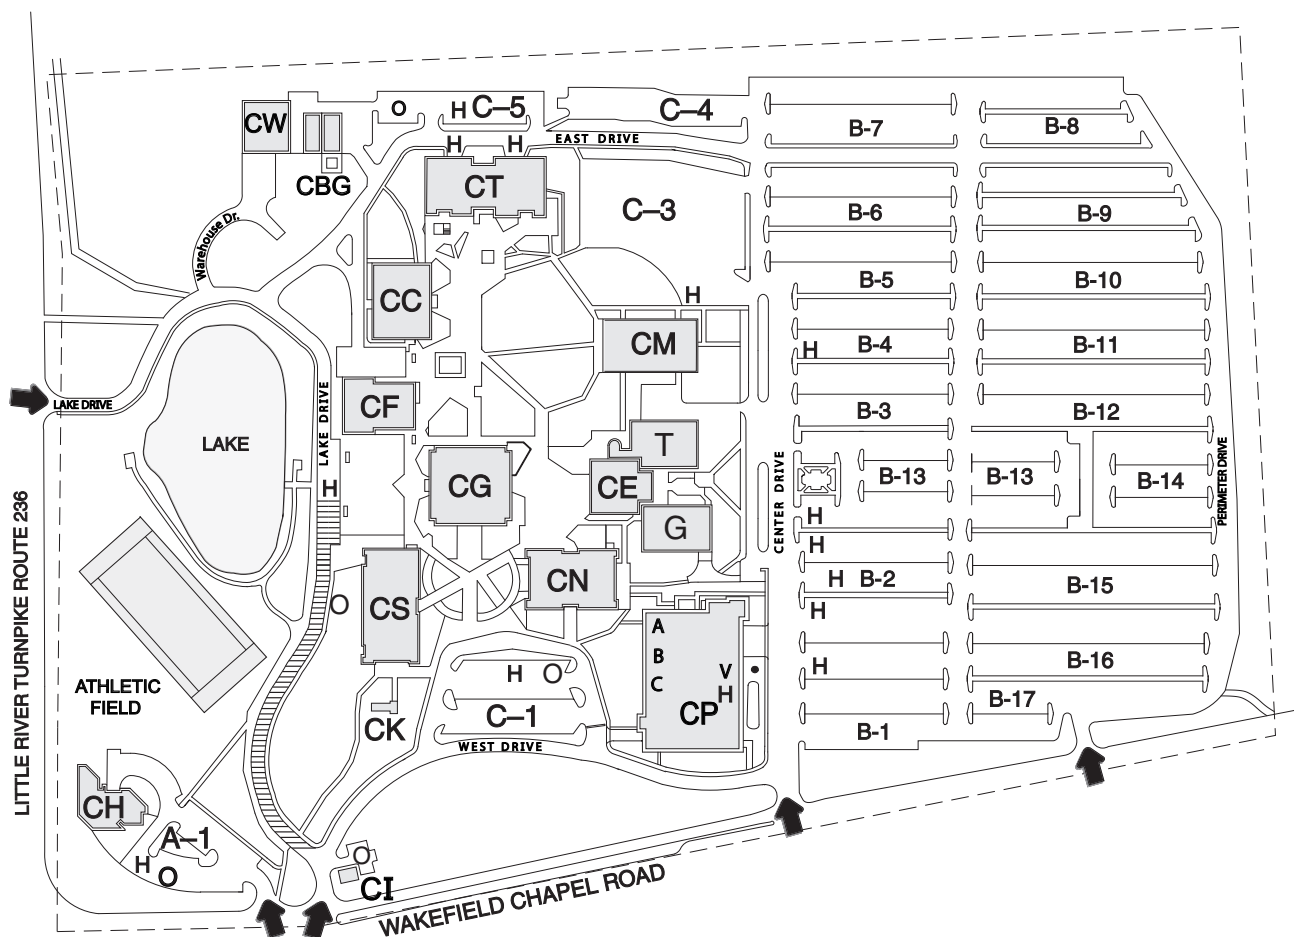 O
H
C–5
C–4
B-7
B-8
CW
H
H
EAST DRIVE
CBG
CT
C–3
B-6
B-9
Warehouse Dr.
B-5
B-10
CC
H
CM
H
B-4
B-11
LAKE DRIVE
LAKE DRIVE
CF
B-3
B-12
LAKE
T
CENTER DRIVE
PERIMETER DRIVE
CG
CE
B-13
B-13
B-14
H
G
H
H
LITTLE RIVER TURNPIKE ROUTE 236
CN
H
B-2
B-15
O
CS
H
A
B
C
V
H
CP
H
B-16
ATHLETIC
FIELD
H
O
B-17
CK
C–1
B-1
WEST DRIVE
CH
A–1
H
O
O
CI
WAKEFIELD CHAPEL ROAD